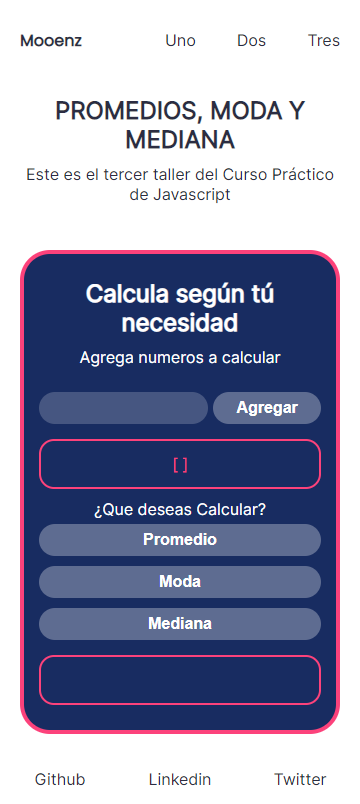 Mooenz Uno Dos Tres
PROMEDIOS, MODA Y
MEDIANA
Este es el tercer taller del Curso Práctico
de Javascript
Calcula según tú
necesidad
Agrega numeros a calcular
Agregar
[ ]
¿Que deseas Calcular?
Promedio
Moda
Mediana
Github Linkedin Twitter